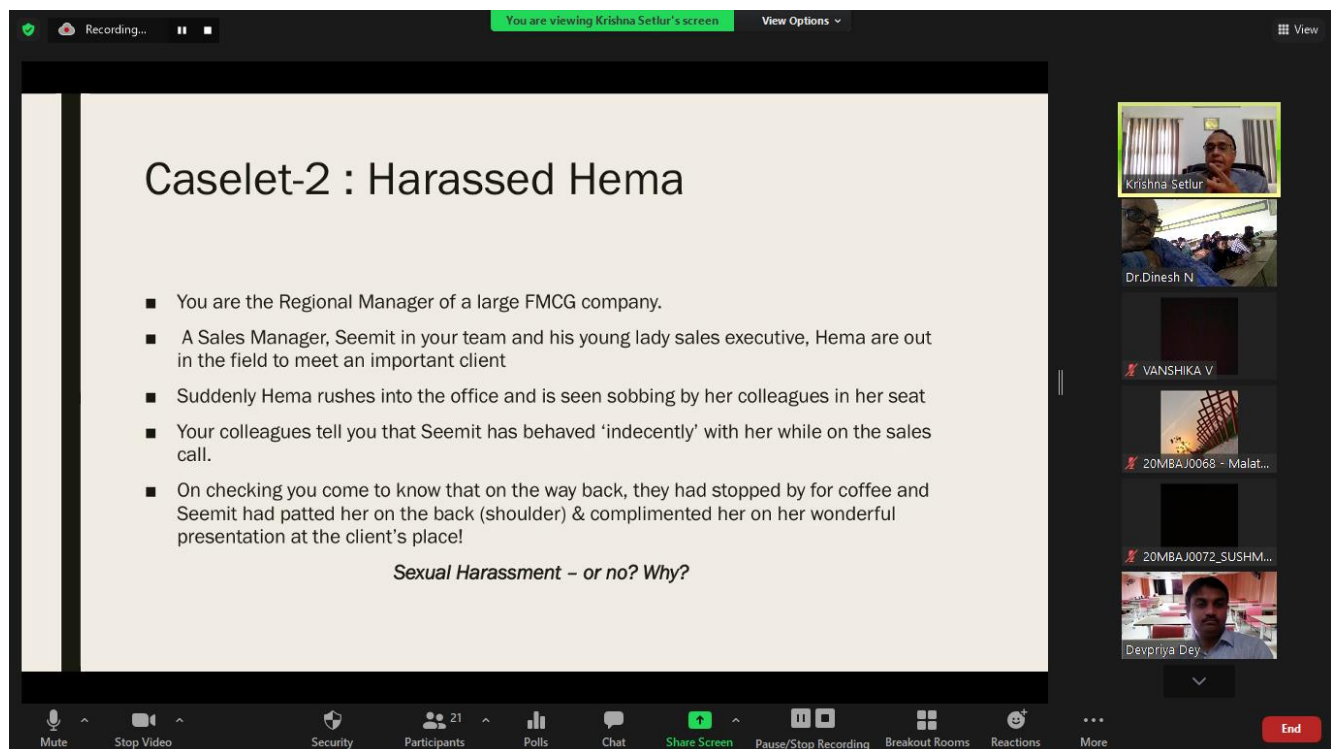 You are viewing Krishna Setlur's screen
View Options
Recording...
View
Caselet-2 : Harassed Hema
■ You are the Regional Manager of a large FMCG company.
■ A Sales Manager, Seemit in your team and his young lady sales executive, Hema are out
in the field to meet an important client
■ Suddenly Hema rushes into the office and is seen sobbing by her colleagues in her seat
■ Your colleagues tell you that Seemit has behaved ‘indecently’ with her while on the sales
call.
■ On checking you come to know that on the way back, they had stopped by for coffee and
Seemit had patted her on the back (shoulder) & complimented her on her wonderful
presentation at the client’s place!
Sexual Harassment – or no? Why?
Krishna Setlur
Dr.Dinesh N
VANSHIKA V
20MBAJ0068 - Malat...
20MBAJ0072_SUSHM...
Devpriya Dey
21
Mute
Stop Video
Security
Participants
Polls
Chat
Share Screen
Pause/Stop Recording
Breakout Rooms
Reactions
More
End